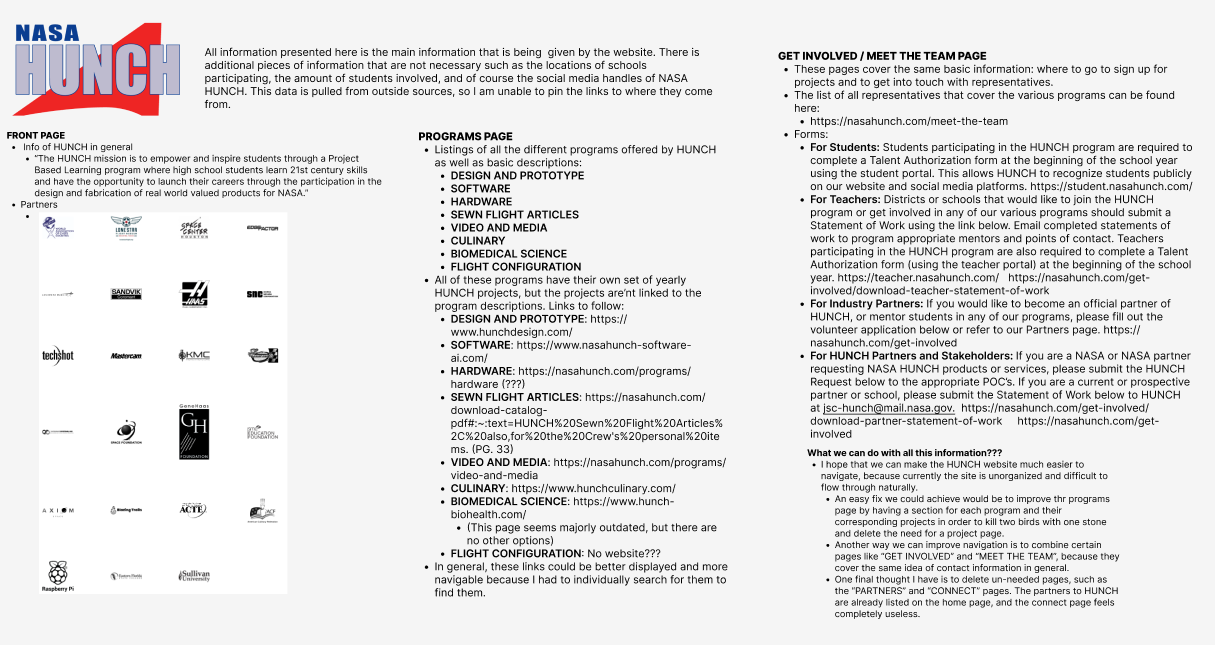 NASA
HUNCH
All information presented here is the main information that is being given by the website. There is
additional pieces of information that are not necessary such as the locations of schools
participating, the amount of students involved, and of course the social media handles of NASA
HUNCH. This data is pulled from outside sources, so I am unable to pin the links to where they come
from.
FRONT PAGE
• Info of HUNCH in general
• "The HUNCH mission is to empower and inspire students through a Project
Based Learning program where high school students learn 21st century skills
and have the opportunity to launch their careers through the participation in the
design and fabrication of real world valued products for NASA."
• Partners
•
LONE STAR
SPACE
CENTER
HOUSTON
SANDVIK
Coromant
HAAS
techshot
Mastercam
KMC
SPACE FOUNDATION
GeneHaas
GH
FOUNDATION
EDUCATION
FOUNDATION
AXIOM
ACTE
ACF
Raspberry Pi
Eastern Florida
Sullivan
University
PROGRAMS PAGE
• Listings of all the different programs offered by HUNCH
as well as basic descriptions:
• DESIGN AND PROTOTYPE
• SOFTWARE
• HARDWARE
• SEWN FLIGHT ARTICLES
• VIDEO AND MEDIA
• CULINARY
• BIOMEDICAL SCIENCE
• FLIGHT CONFIGURATION
• All of these programs have their own set of yearly
HUNCH projects, but the projects are'nt linked to the
program descriptions. Links to follow:
• DESIGN AND PROTOTYPE: https://
www.hunchdesign.com/
• SOFTWARE: https://www.nasahunch-software-
ai.com/
• HARDWARE: https://nasahunch.com/programs/
hardware (???)
• SEWN FLIGHT ARTICLES: https://nasahunch.com/
download-catalog-
pdf#:~:text=HUNCH%20Sewn%20Flight%20Articles%
2C%20also,for%20the%20Crew's%20personal%20ite
ms. (PG. 33)
• VIDEO AND MEDIA: https://nasahunch.com/programs/
video-and-media
• CULINARY: https://www.hunchculinary.com/
• BIOMEDICAL SCIENCE: https://www.hunch-
biohealth.com/
• (This page seems majorly outdated, but there are
no other options)
• FLIGHT CONFIGURATION: No website???
• In general, these links could be better displayed and more
navigable because I had to individually search for them to
find them.
GET INVOLVED / MEET THE TEAM PAGE
• These pages cover the same basic information: where to go to sign up for
projects and to get into touch with representatives.
• The list of all representatives that cover the various programs can be found
here:
• https://nasahunch.com/meet-the-team
• Forms:
• For Students: Students participating in the HUNCH program are required to
complete a Talent Authorization form at the beginning of the school year
using the student portal. This allows HUNCH to recognize students publicly
on our website and social media platforms. https://student.nasahunch.com/
• For Teachers: Districts or schools that would like to join the HUNCH
program or get involved in any of our various programs should submit a
Statement of Work using the link below. Email completed statements of
work to program appropriate mentors and points of contact. Teachers
participating in the HUNCH program are also required to complete a Talent
Authorization form (using the teacher portal) at the beginning of the school
year. https://teacher.nasahunch.com/ https://nasahunch.com/get-
involved/download-teacher-statement-of-work
• For Industry Partners: If you would like to become an official partner of
HUNCH, or mentor students in any of our programs, please fill out the
volunteer application below or refer to our Partners page. https://
nasahunch.com/get-involved
• For HUNCH Partners and Stakeholders: If you are a NASA or NASA partner
requesting NASA HUNCH products or services, please submit the HUNCH
Request below to the appropriate POC's. If you are a current or prospective
partner or school, please submit the Statement of Work below to HUNCH
at jsc-hunch@mail.nasa.gov. https://nasahunch.com/get-involved/
download-partner-statement-of-work https://nasahunch.com/get-
involved
What we can do with all this information???
• I hope that we can make the HUNCH website much easier to
navigate, because currently the site is unorganized and difficult to
flow through naturally.
• An easy fix we could achieve would be to improve thr programs
page by having a section for each program and their
corresponding projects in order to kill two birds with one stone
and delete the need for a project page.
• Another way we can improve navigation is to combine certain
pages like "GET INVOLVED" and "MEET THE TEAM", because they
cover the same idea of contact information in general.
• One final thought I have is to delete un-needed pages, such as
the "PARTNERS" and "CONNECT" pages. The partners to HUNCH
are already listed on the home page, and the connect page feels
completely useless.